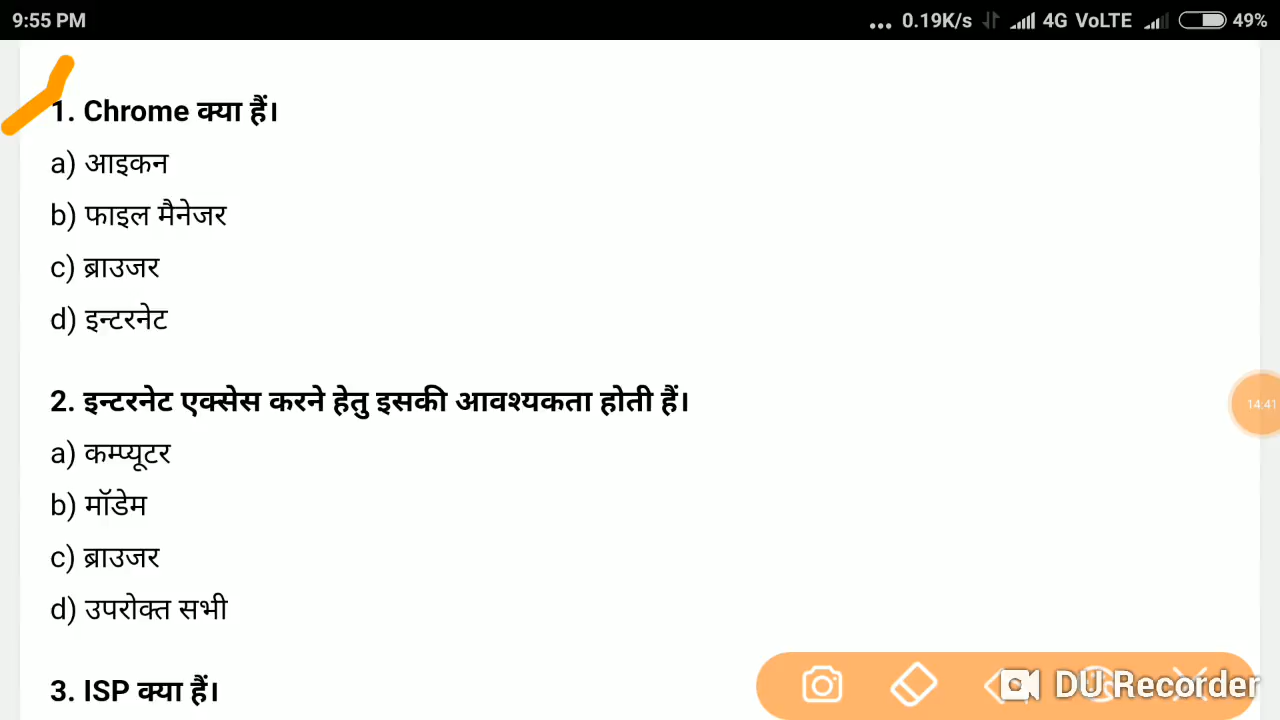 9:55 PM ... 0.19K/s 4G VoLTE 49%
1. Chrome क्या हैं।
a) आइकन
b) फाइल मैनेजर
c) ब्राउजर
d) इन्टरनेट
2. इन्टरनेट एक्सेस करने हेतु इसकी आवश्यकता होती हैं।
14:41
a) कम्प्यूटर
b) मॉडेम
c) ब्राउजर
d) उपरोक्त सभी
3. ISP क्या हैं।
DU Recorder